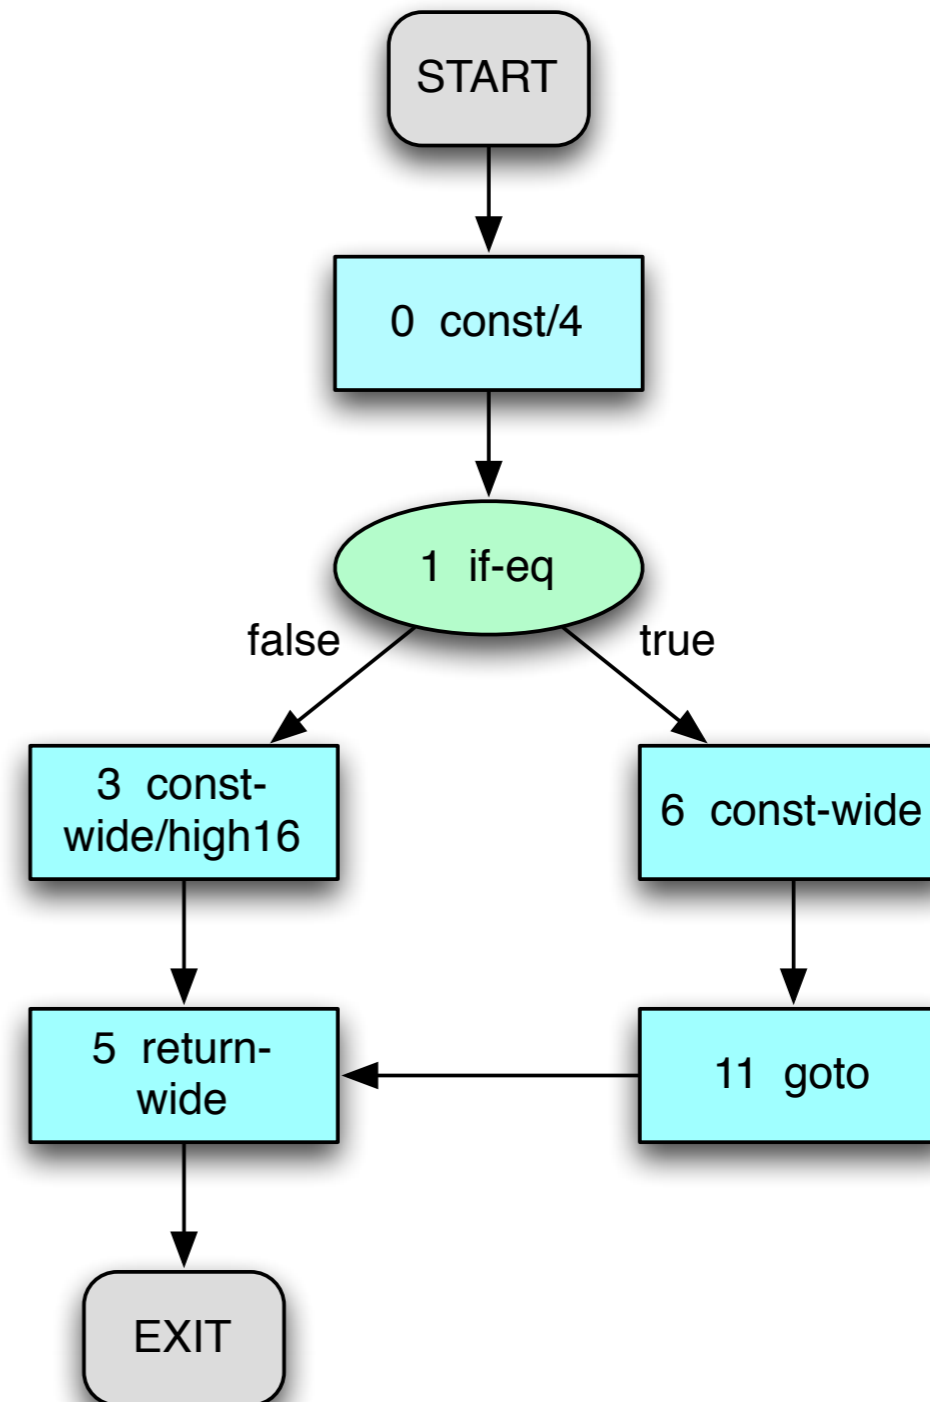 START
0 const/4
1 if-eq
false
true
3 const-
wide/high16
6 const-wide
5 return-
wide
11 goto
EXIT